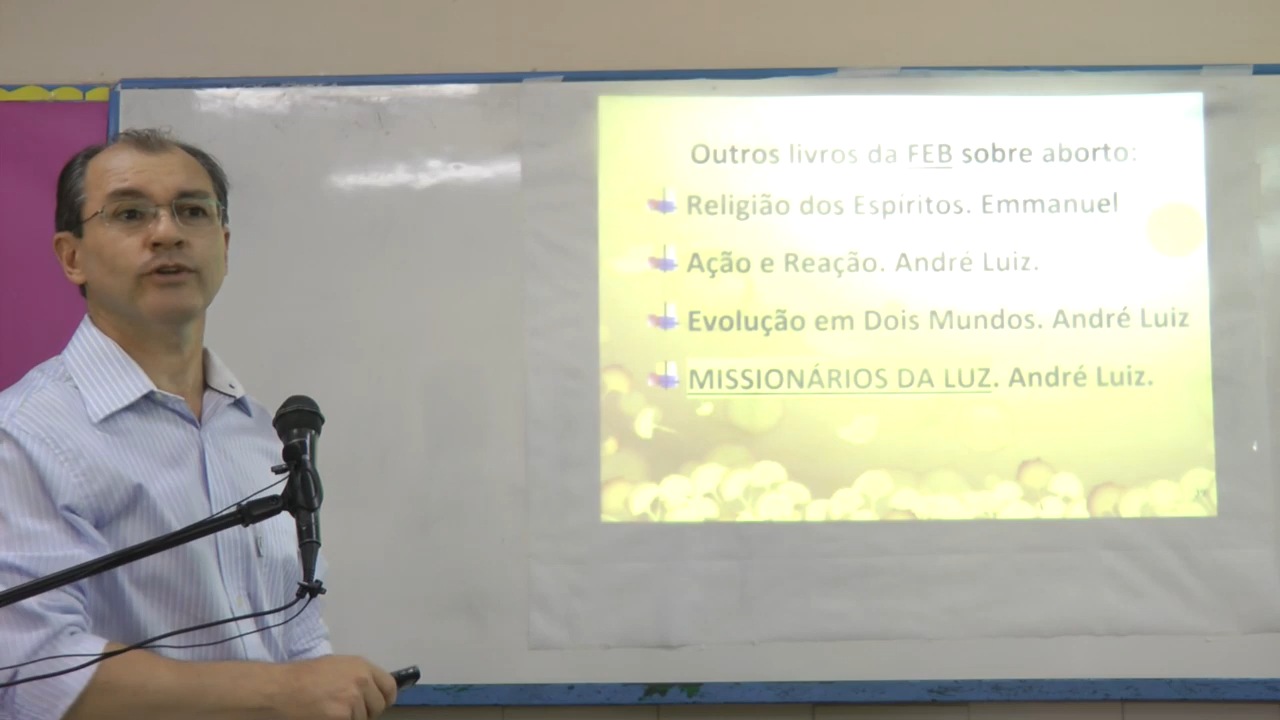 Outros livros da FEB sobre aborto:
Religião dos Espíritos. Emmanuel
Ação e Reação. André Luiz.
Evolução em Dois Mundos. André Luiz
MISSIONÁRIOS DA LUZ. André Luiz.